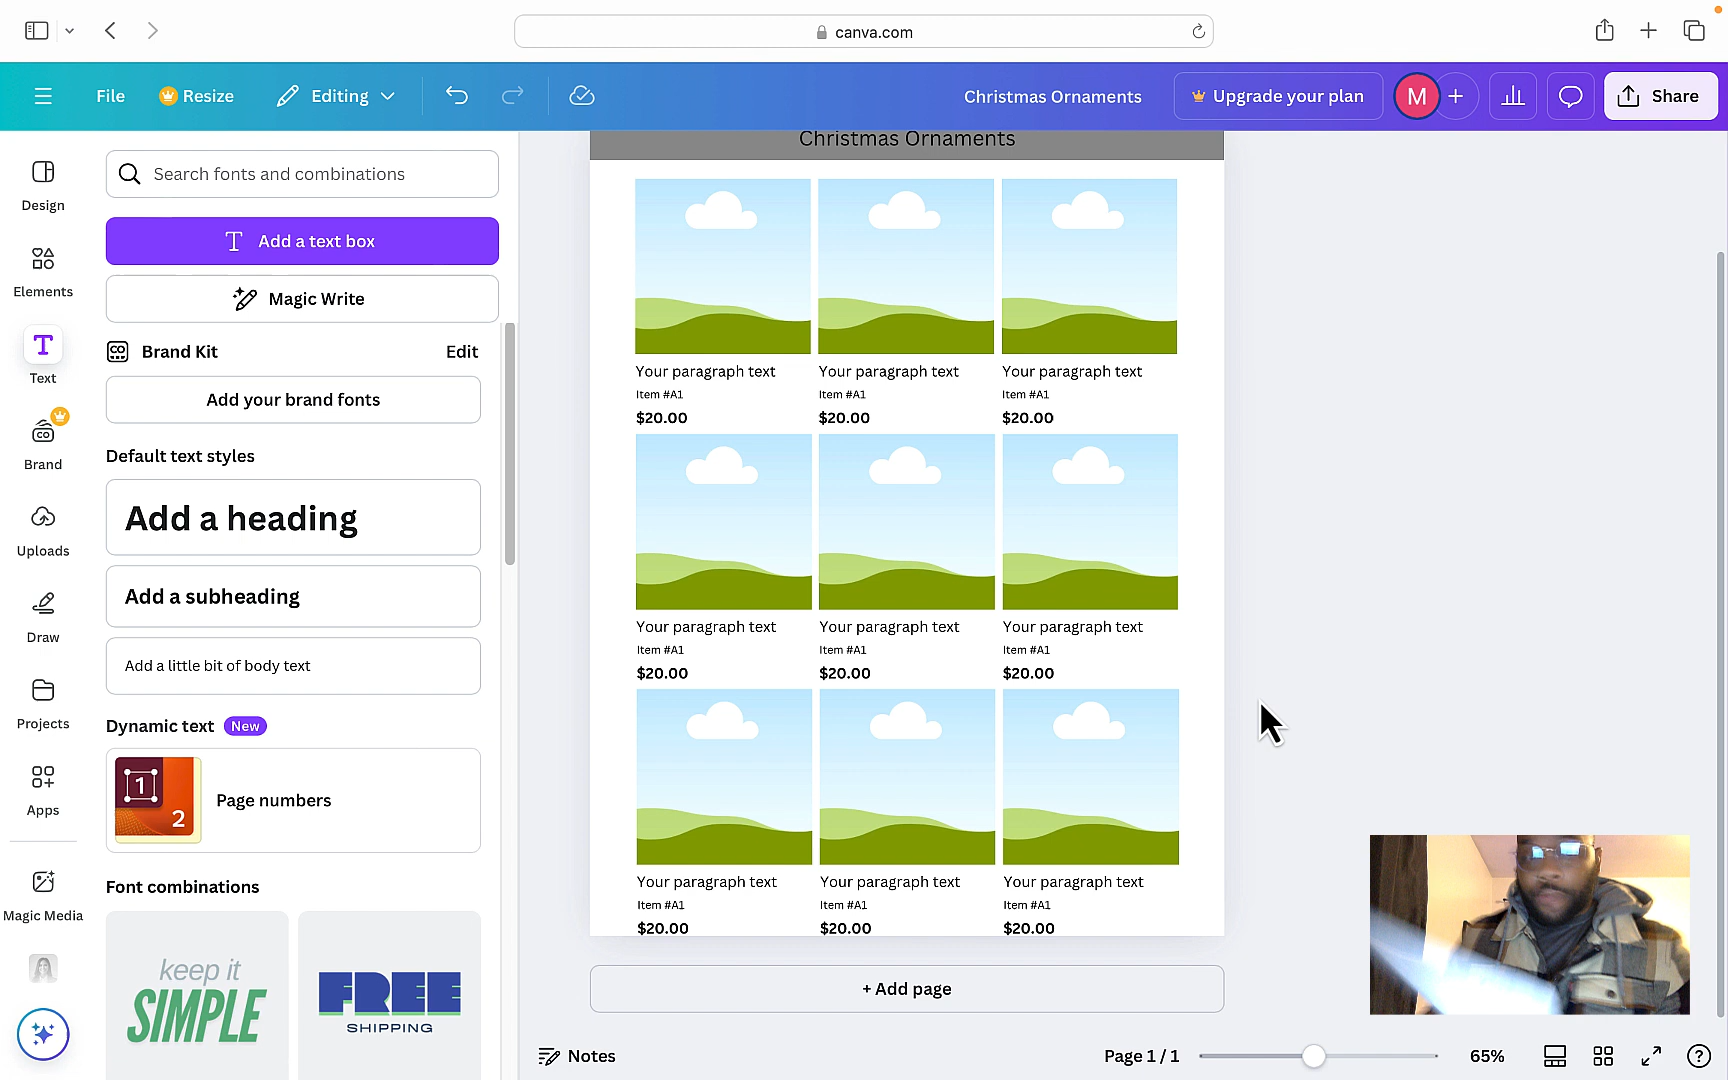 canva.com
File
Resize
Editing
Christmas Ornaments
Upgrade your plan
M
Share
Design
Elements
Text
Brand
Uploads
Draw
Projects
Apps
Magic Media
Search fonts and combinations
Add a text box
Magic Write
Brand Kit
Edit
Add your brand fonts
Default text styles
Add a heading
Add a subheading
Add a little bit of body text
Dynamic text New
1
2
Page numbers
Font combinations
keep it
SIMPLE
FREE
SHIPPING
Christmas Ornaments
Your paragraph text Your paragraph text Your paragraph text
Item #A1 Item #A1 Item #A1
$20.00 $20.00 $20.00
Your paragraph text Your paragraph text Your paragraph text
Item #A1 Item #A1 Item #A1
$20.00 $20.00 $20.00
Your paragraph text Your paragraph text Your paragraph text
Item #A1 Item #A1 Item #A1
$20.00 $20.00 $20.00
+ Add page
Notes
Page 1 / 1
65%